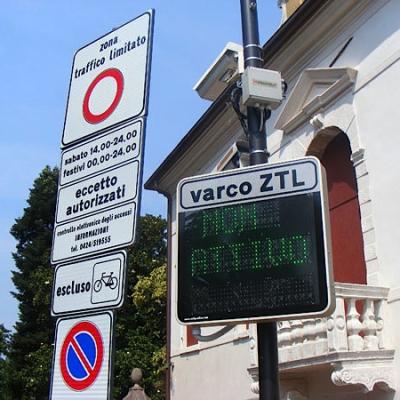 zona
traffico limitato
sabato 14.00-24.00
festivi 00.00-24.00
eccetto
autorizzati
controllo elettronico degli accessi
INFORMAZIONI
tel. 0424/519555
escluso
varco ZTL
NON
ATTIVO